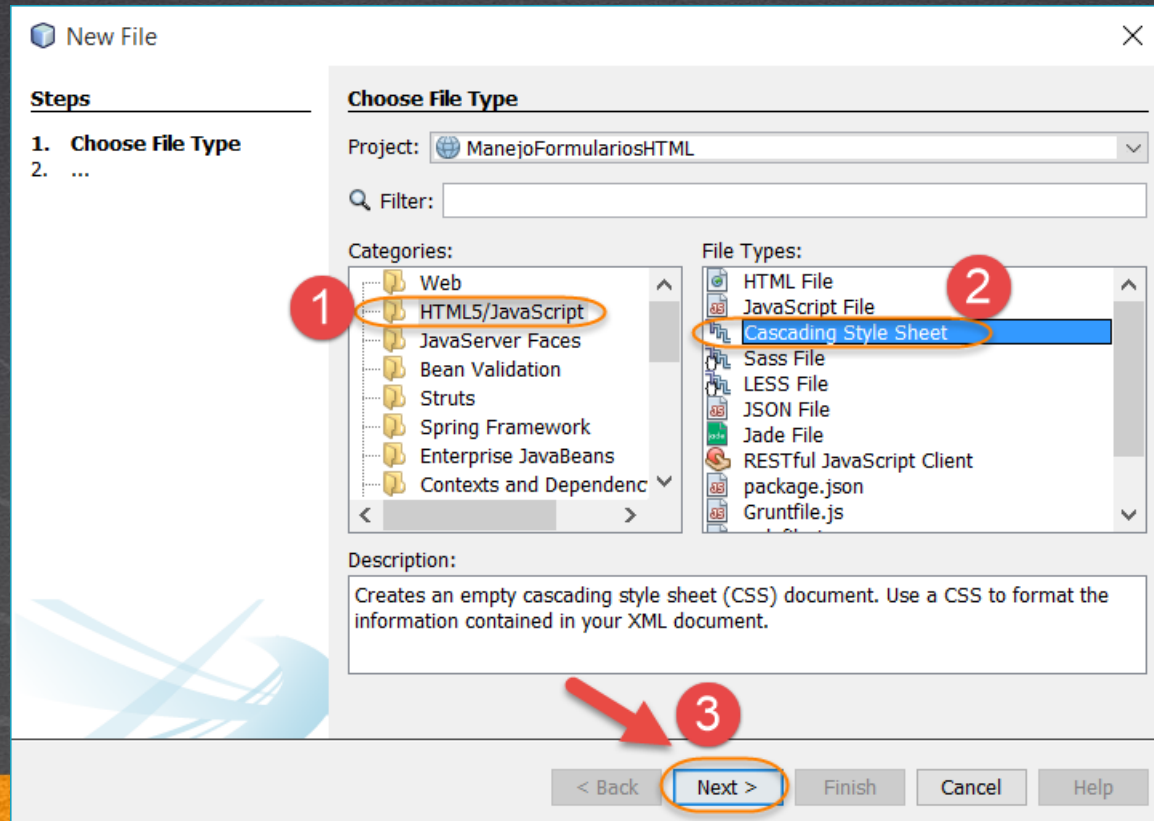 New File
Steps
1. Choose File Type
2. ...
Choose File Type
Project: ManejoFormulariosHTML
Filter:
Categories:
Web
HTML5/JavaScript
JavaServer Faces
Bean Validation
Struts
Spring Framework
Enterprise JavaBeans
Contexts and Dependenc
1
File Types:
HTML File
JavaScript File
Cascading Style Sheet
Sass File
LESS File
JSON File
Jade File
RESTful JavaScript Client
package.json
Gruntfile.js
2
Description:
Creates an empty cascading style sheet (CSS) document. Use a CSS to format the
information contained in your XML document.
3
< Back Next > Finish Cancel Help